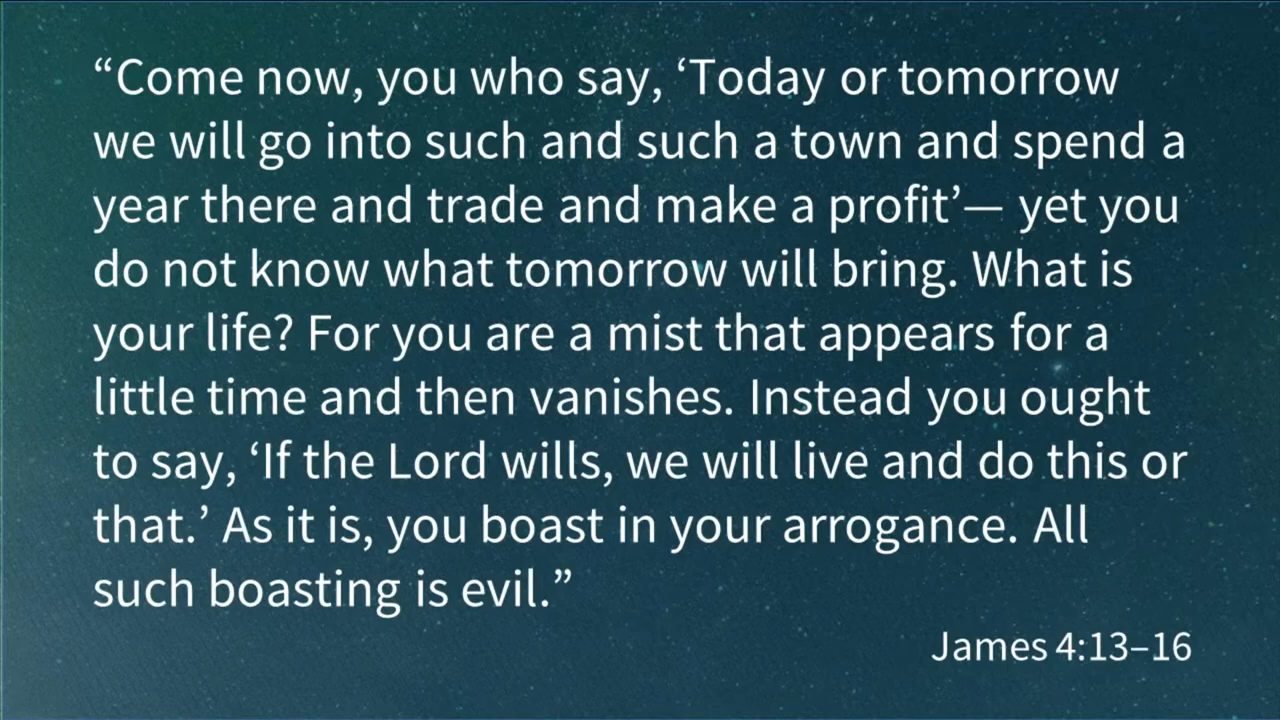 “Come now, you who say, ‘Today or tomorrow
we will go into such and such a town and spend a
year there and trade and make a profit’— yet you
do not know what tomorrow will bring. What is
your life? For you are a mist that appears for a
little time and then vanishes. Instead you ought
to say, ‘If the Lord wills, we will live and do this or
that.’ As it is, you boast in your arrogance. All
such boasting is evil.”
James 4:13–16